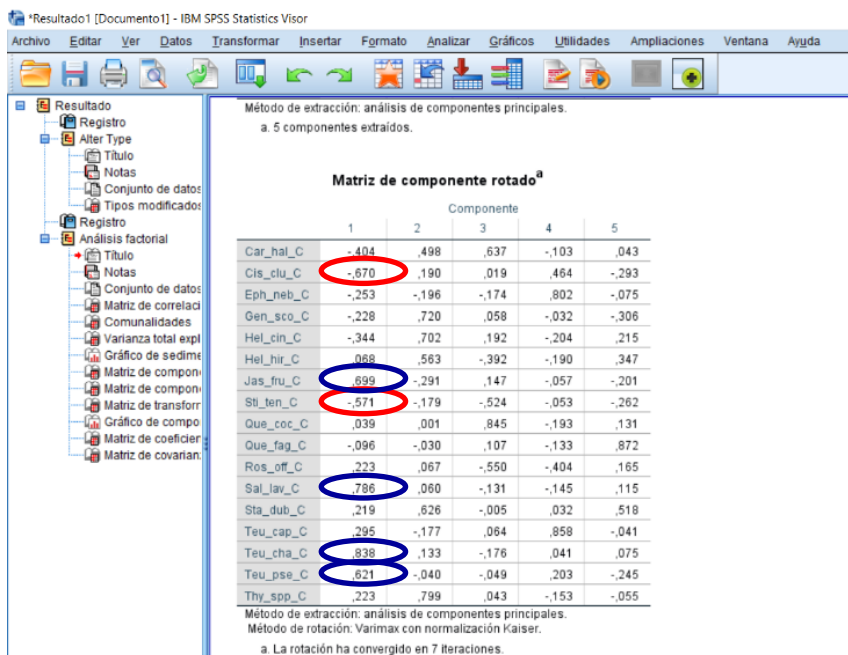 *Resultado1 [Documento1] - IBM SPSS Statistics Visor
Archivo Editar Ver Datos Transformar Insertar Formato Analizar Gráficos Utilidades Ampliaciones Ventana Ayuda
Resultado
Registro
Alter Type
Título
Notas
Conjunto de datos
Tipos modificados
Registro
Análisis factorial
Título
Notas
Conjunto de datos
Matriz de correlaci
Comunalidades
Varianza total expl
Gráfico de sedime
Matriz de compon
Matriz de compon
Matriz de transforr
Gráfico de compo
Matriz de coeficier
Matriz de covarian
Método de extracción: análisis de componentes principales.
a. 5 componentes extraídos.
Matriz de componente rotado^a
Componente
1 2 3 4 5
Car_hal_C -,404 ,498 ,637 -,103 ,043
Cis_clu_C -,670 ,190 ,019 ,464 -,293
Eph_neb_C -,253 -,196 -,174 ,802 -,075
Gen_sco_C -,228 ,720 ,058 -,032 -,306
Hel_cin_C -,344 ,702 ,192 -,204 ,215
Hel_hir_C ,068 ,563 -,392 -,190 ,347
Jas_fru_C ,699 -,291 ,147 -,057 -,201
Sti_ten_C -,571 -,179 -,524 -,053 -,262
Que_coc_C ,039 ,001 ,845 -,193 ,131
Que_fag_C -,096 -,030 ,107 -,133 ,872
Ros_off_C ,223 ,067 -,550 -,404 ,165
Sal_lav_C ,786 ,060 -,131 -,145 ,115
Sta_dub_C ,219 ,626 -,005 ,032 ,518
Teu_cap_C ,295 -,177 ,064 ,858 -,041
Teu_cha_C ,838 ,133 -,176 ,041 ,075
Teu_pse_C ,621 -,040 -,049 ,203 -,245
Thy_spp_C ,223 ,799 ,043 -,153 -,055
Método de extracción: análisis de componentes principales.
Método de rotación: Varimax con normalización Kaiser.
a. La rotación ha convergido en 7 iteraciones.